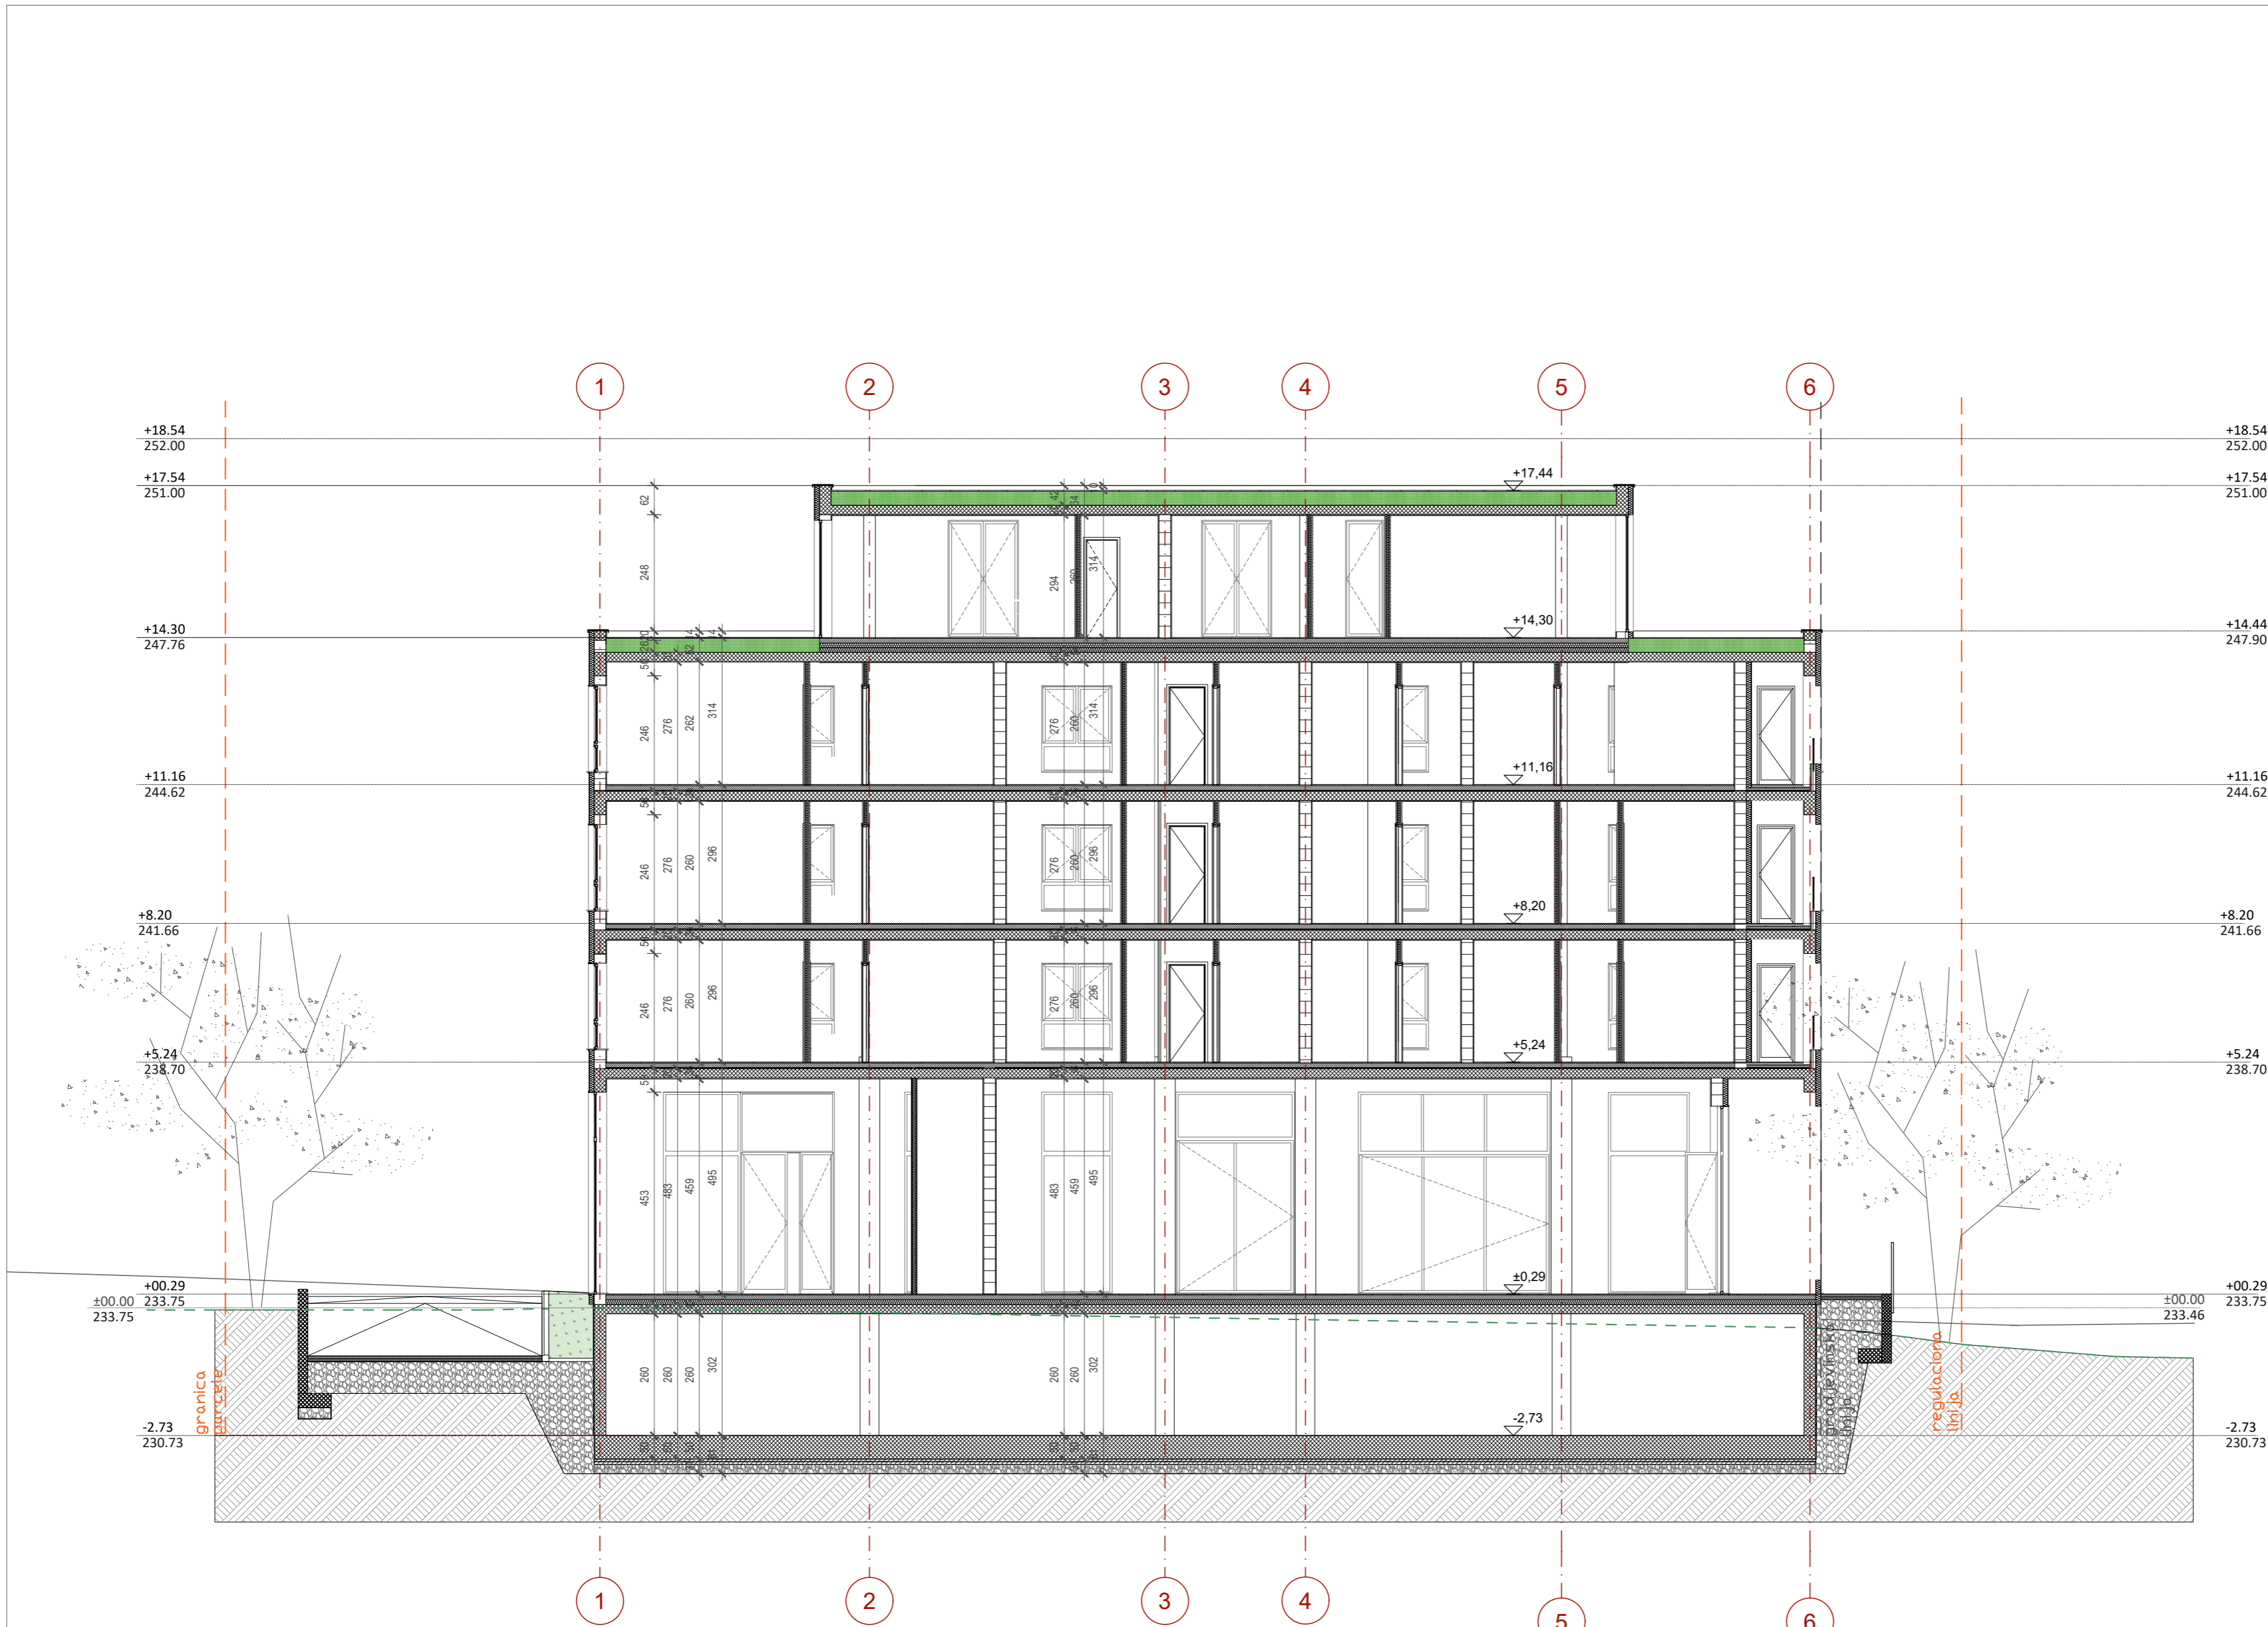 1 2 3 4 5 6
+18.54 +18.54
252.00 252.00
+17.54 +17,44 +17.54
251.00 251.00
62 42 64 10
248 294 260 314
+14.30 +14,30 +14.44
247.76 247.90
246 276 262 314 276 260 314
+11.16 +11,16 +11.16
244.62 244.62
246 276 260 296 276 260 296
+8.20 +8,20 +8.20
241.66 241.66
246 276 260 296 276 260 296
+5.24 +5,24 +5.24
238.70 238.70
453 483 459 495 483 459 495
+00.29 ±0,29 +00.29
±00.00 233.75 233.75 ±00.00
233.75 233.46
260 260 260 302 260 260 302
granica
parcele
gradjevinska
linija
regulaciona
linija
-2.73 -2,73 -2.73
230.73 230.73
1 2 3 4 5 6